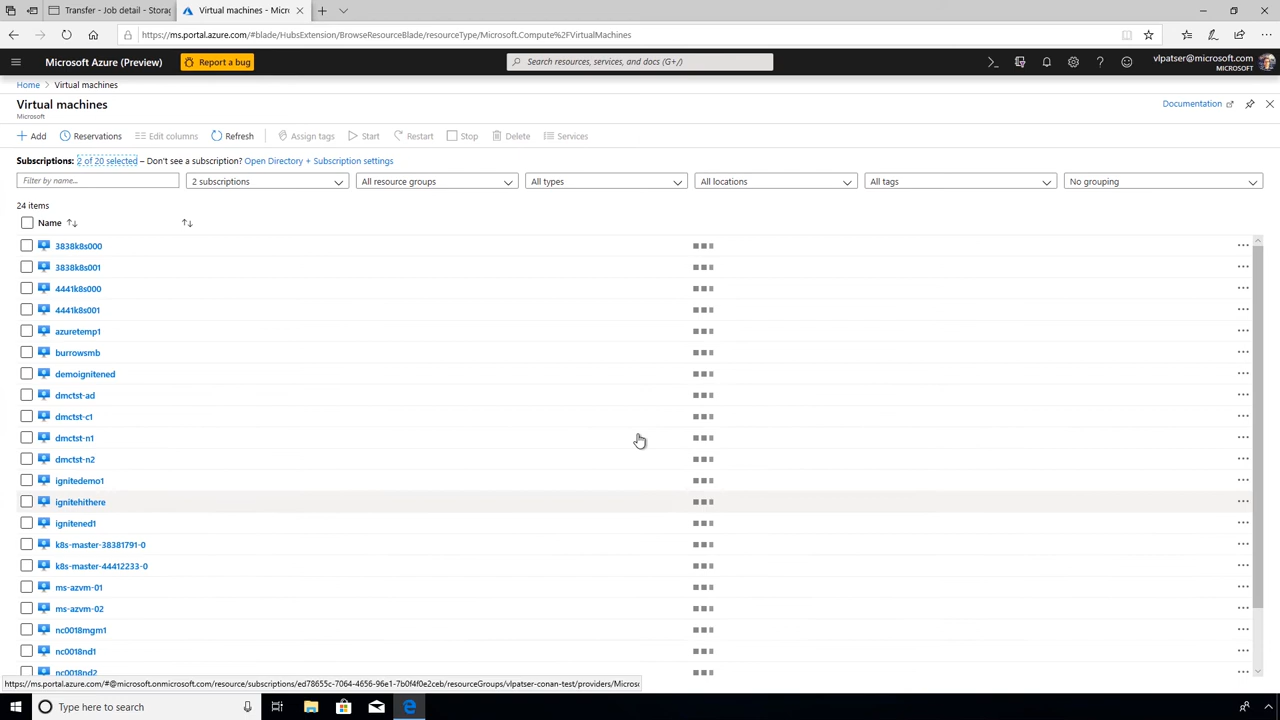 Transfer - Job detail - Storag
Virtual machines - Micro
https://ms.portal.azure.com/#blade/HubsExtension/BrowseResourceBlade/resourceType/Microsoft.Compute%2FVirtualMachines
Microsoft Azure (Preview)
Report a bug
Search resources, services, and docs (G+/)
vlpatser@microsoft.com
MICROSOFT
Home > Virtual machines
Virtual machines
Microsoft
Documentation
Add
Reservations
Edit columns
Refresh
Assign tags
Start
Restart
Stop
Delete
Services
Subscriptions: 2 of 20 selected – Don't see a subscription? Open Directory + Subscription settings
Filter by name...
2 subscriptions
All resource groups
All types
All locations
All tags
No grouping
24 items
Name
3838k8s000
3838k8s001
4441k8s000
4441k8s001
azuretemp1
burrowsmb
demoignitened
dmctst-ad
dmctst-c1
dmctst-n1
dmctst-n2
ignitedemo1
ignitehithere
ignitened1
k8s-master-38381791-0
k8s-master-44412233-0
ms-azvm-01
ms-azvm-02
nc0018mgm1
nc0018nd1
nc0018nd2
https://ms.portal.azure.com/#@microsoft.onmicrosoft.com/resource/subscriptions/ed78655c-7064-4656-96e1-7b0f4f0e2ceb/resourceGroups/vlpatser-conan-test/providers/Microso
Type here to search